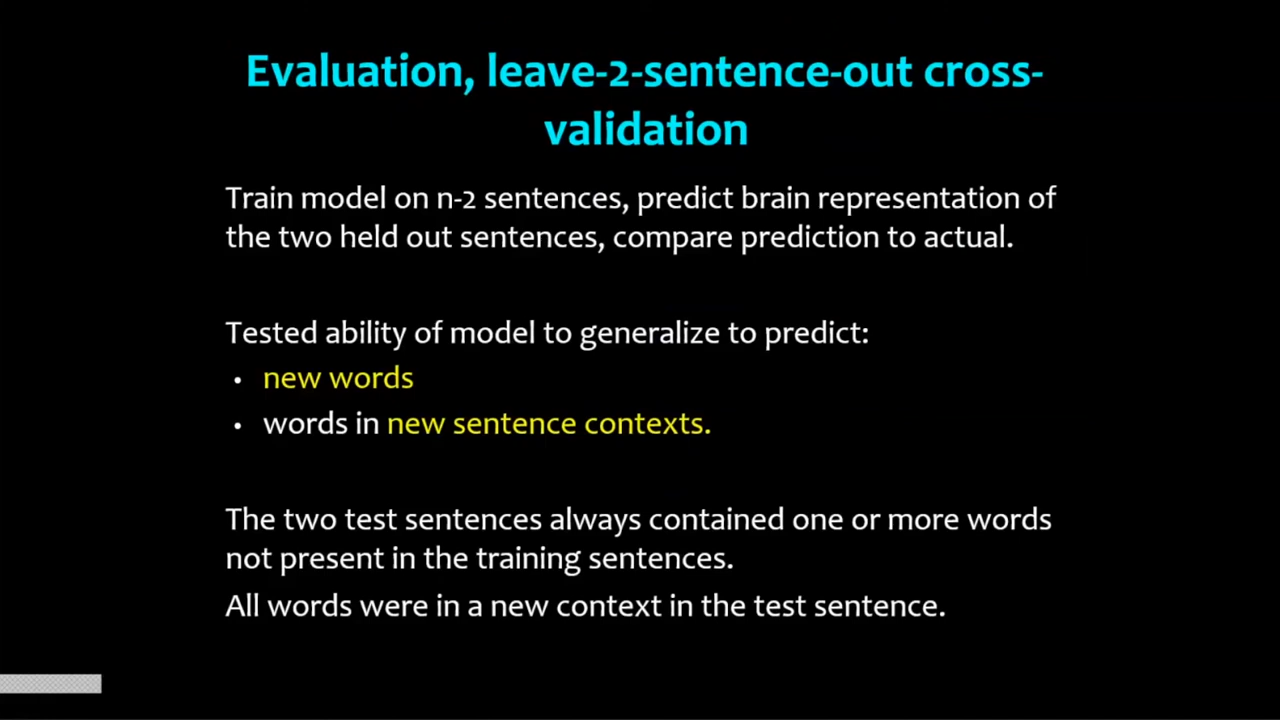 Evaluation, leave-2-sentence-out cross-
validation
Train model on n-2 sentences, predict brain representation of
the two held out sentences, compare prediction to actual.
Tested ability of model to generalize to predict:
• new words
• words in new sentence contexts.
The two test sentences always contained one or more words
not present in the training sentences.
All words were in a new context in the test sentence.